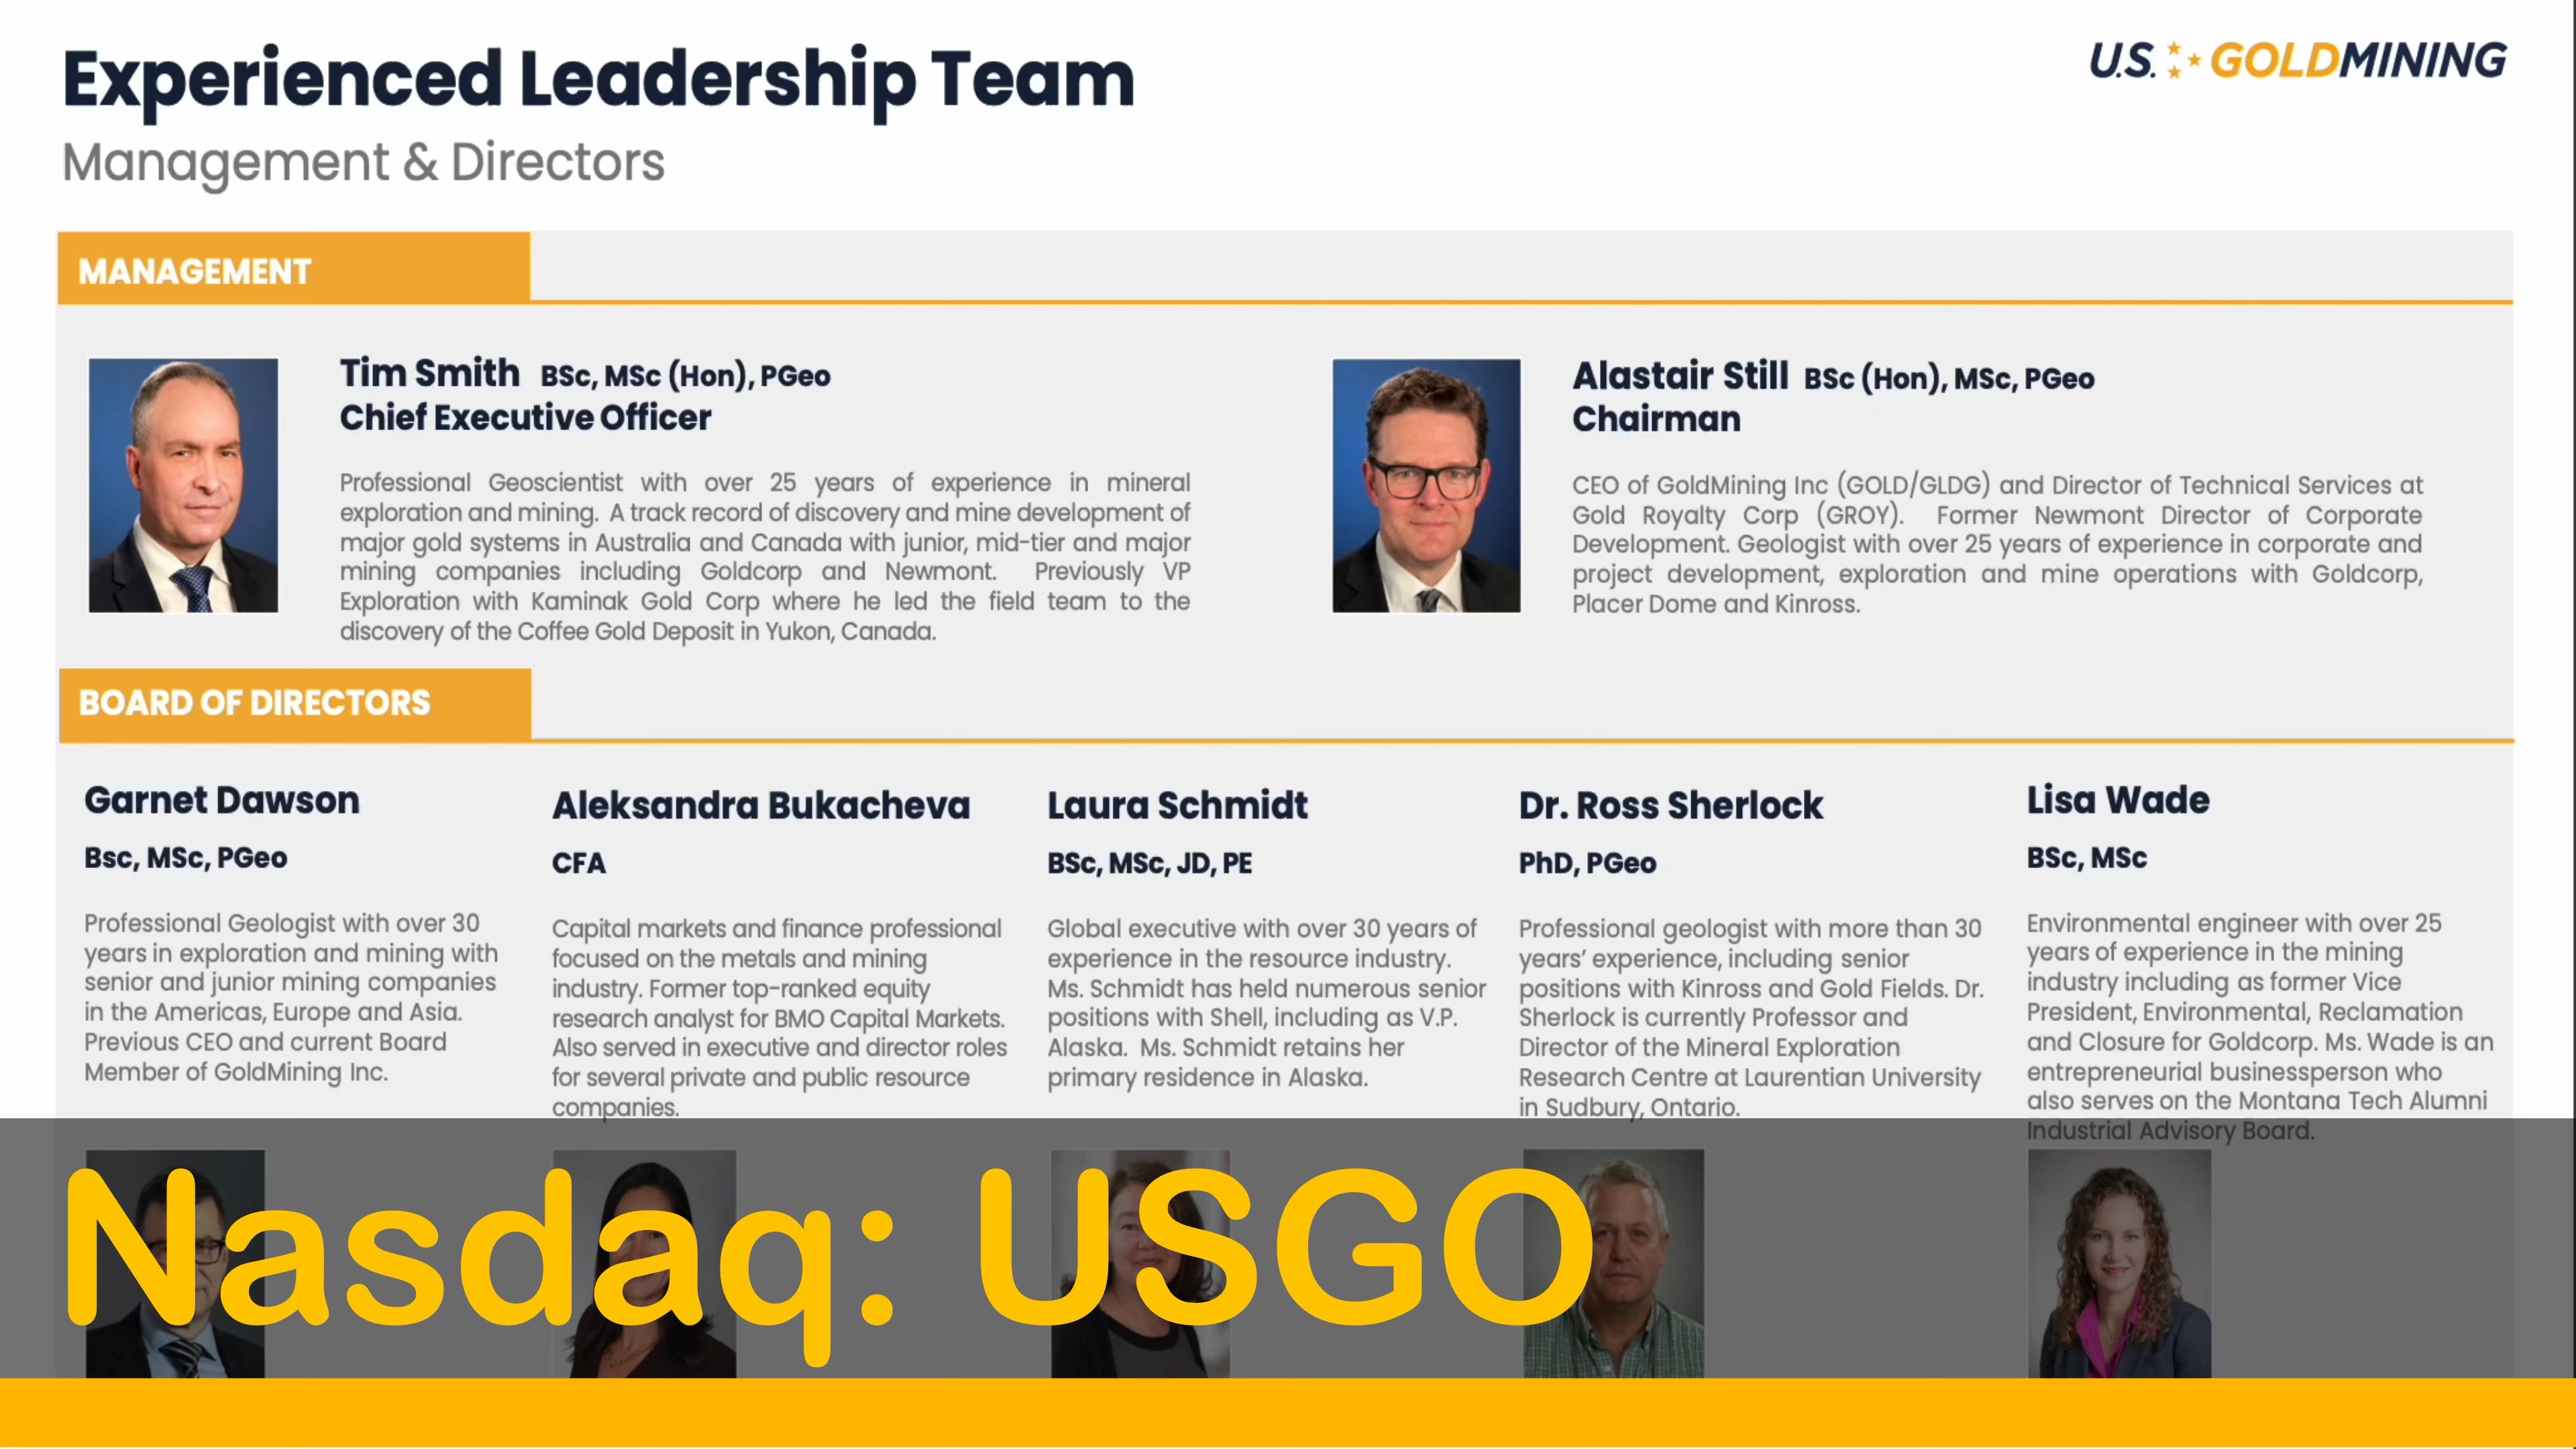 Experienced Leadership Team
U.S. GOLDMINING
Management & Directors
MANAGEMENT
Tim Smith BSc, MSc (Hon), PGeo
Chief Executive Officer
Professional Geoscientist with over 25 years of experience in mineral
exploration and mining. A track record of discovery and mine development of
major gold systems in Australia and Canada with junior, mid-tier and major
mining companies including Goldcorp and Newmont. Previously VP
Exploration with Kaminak Gold Corp where he led the field team to the
discovery of the Coffee Gold Deposit in Yukon, Canada.
Alastair Still BSc (Hon), MSc, PGeo
Chairman
CEO of GoldMining Inc (GOLD/GLDG) and Director of Technical Services at
Gold Royalty Corp (GROY). Former Newmont Director of Corporate
Development. Geologist with over 25 years of experience in corporate and
project development, exploration and mine operations with Goldcorp,
Placer Dome and Kinross.
BOARD OF DIRECTORS
Garnet Dawson
Bsc, MSc, PGeo
Professional Geologist with over 30
years in exploration and mining with
senior and junior mining companies
in the Americas, Europe and Asia.
Previous CEO and current Board
Member of GoldMining Inc.
Aleksandra Bukacheva
CFA
Capital markets and finance professional
focused on the metals and mining
industry. Former top-ranked equity
research analyst for BMO Capital Markets.
Also served in executive and director roles
for several private and public resource
companies.
Laura Schmidt
BSc, MSc, JD, PE
Global executive with over 30 years of
experience in the resource industry.
Ms. Schmidt has held numerous senior
positions with Shell, including as V.P.
Alaska. Ms. Schmidt retains her
primary residence in Alaska.
Dr. Ross Sherlock
PhD, PGeo
Professional geologist with more than 30
years’ experience, including senior
positions with Kinross and Gold Fields. Dr.
Sherlock is currently Professor and
Director of the Mineral Exploration
Research Centre at Laurentian University
in Sudbury, Ontario.
Lisa Wade
BSc, MSc
Environmental engineer with over 25
years of experience in the mining
industry including as former Vice
President, Environmental, Reclamation
and Closure for Goldcorp. Ms. Wade is an
entrepreneurial businessperson who
also serves on the Montana Tech Alumni
Industrial Advisory Board.
Nasdaq: USGO